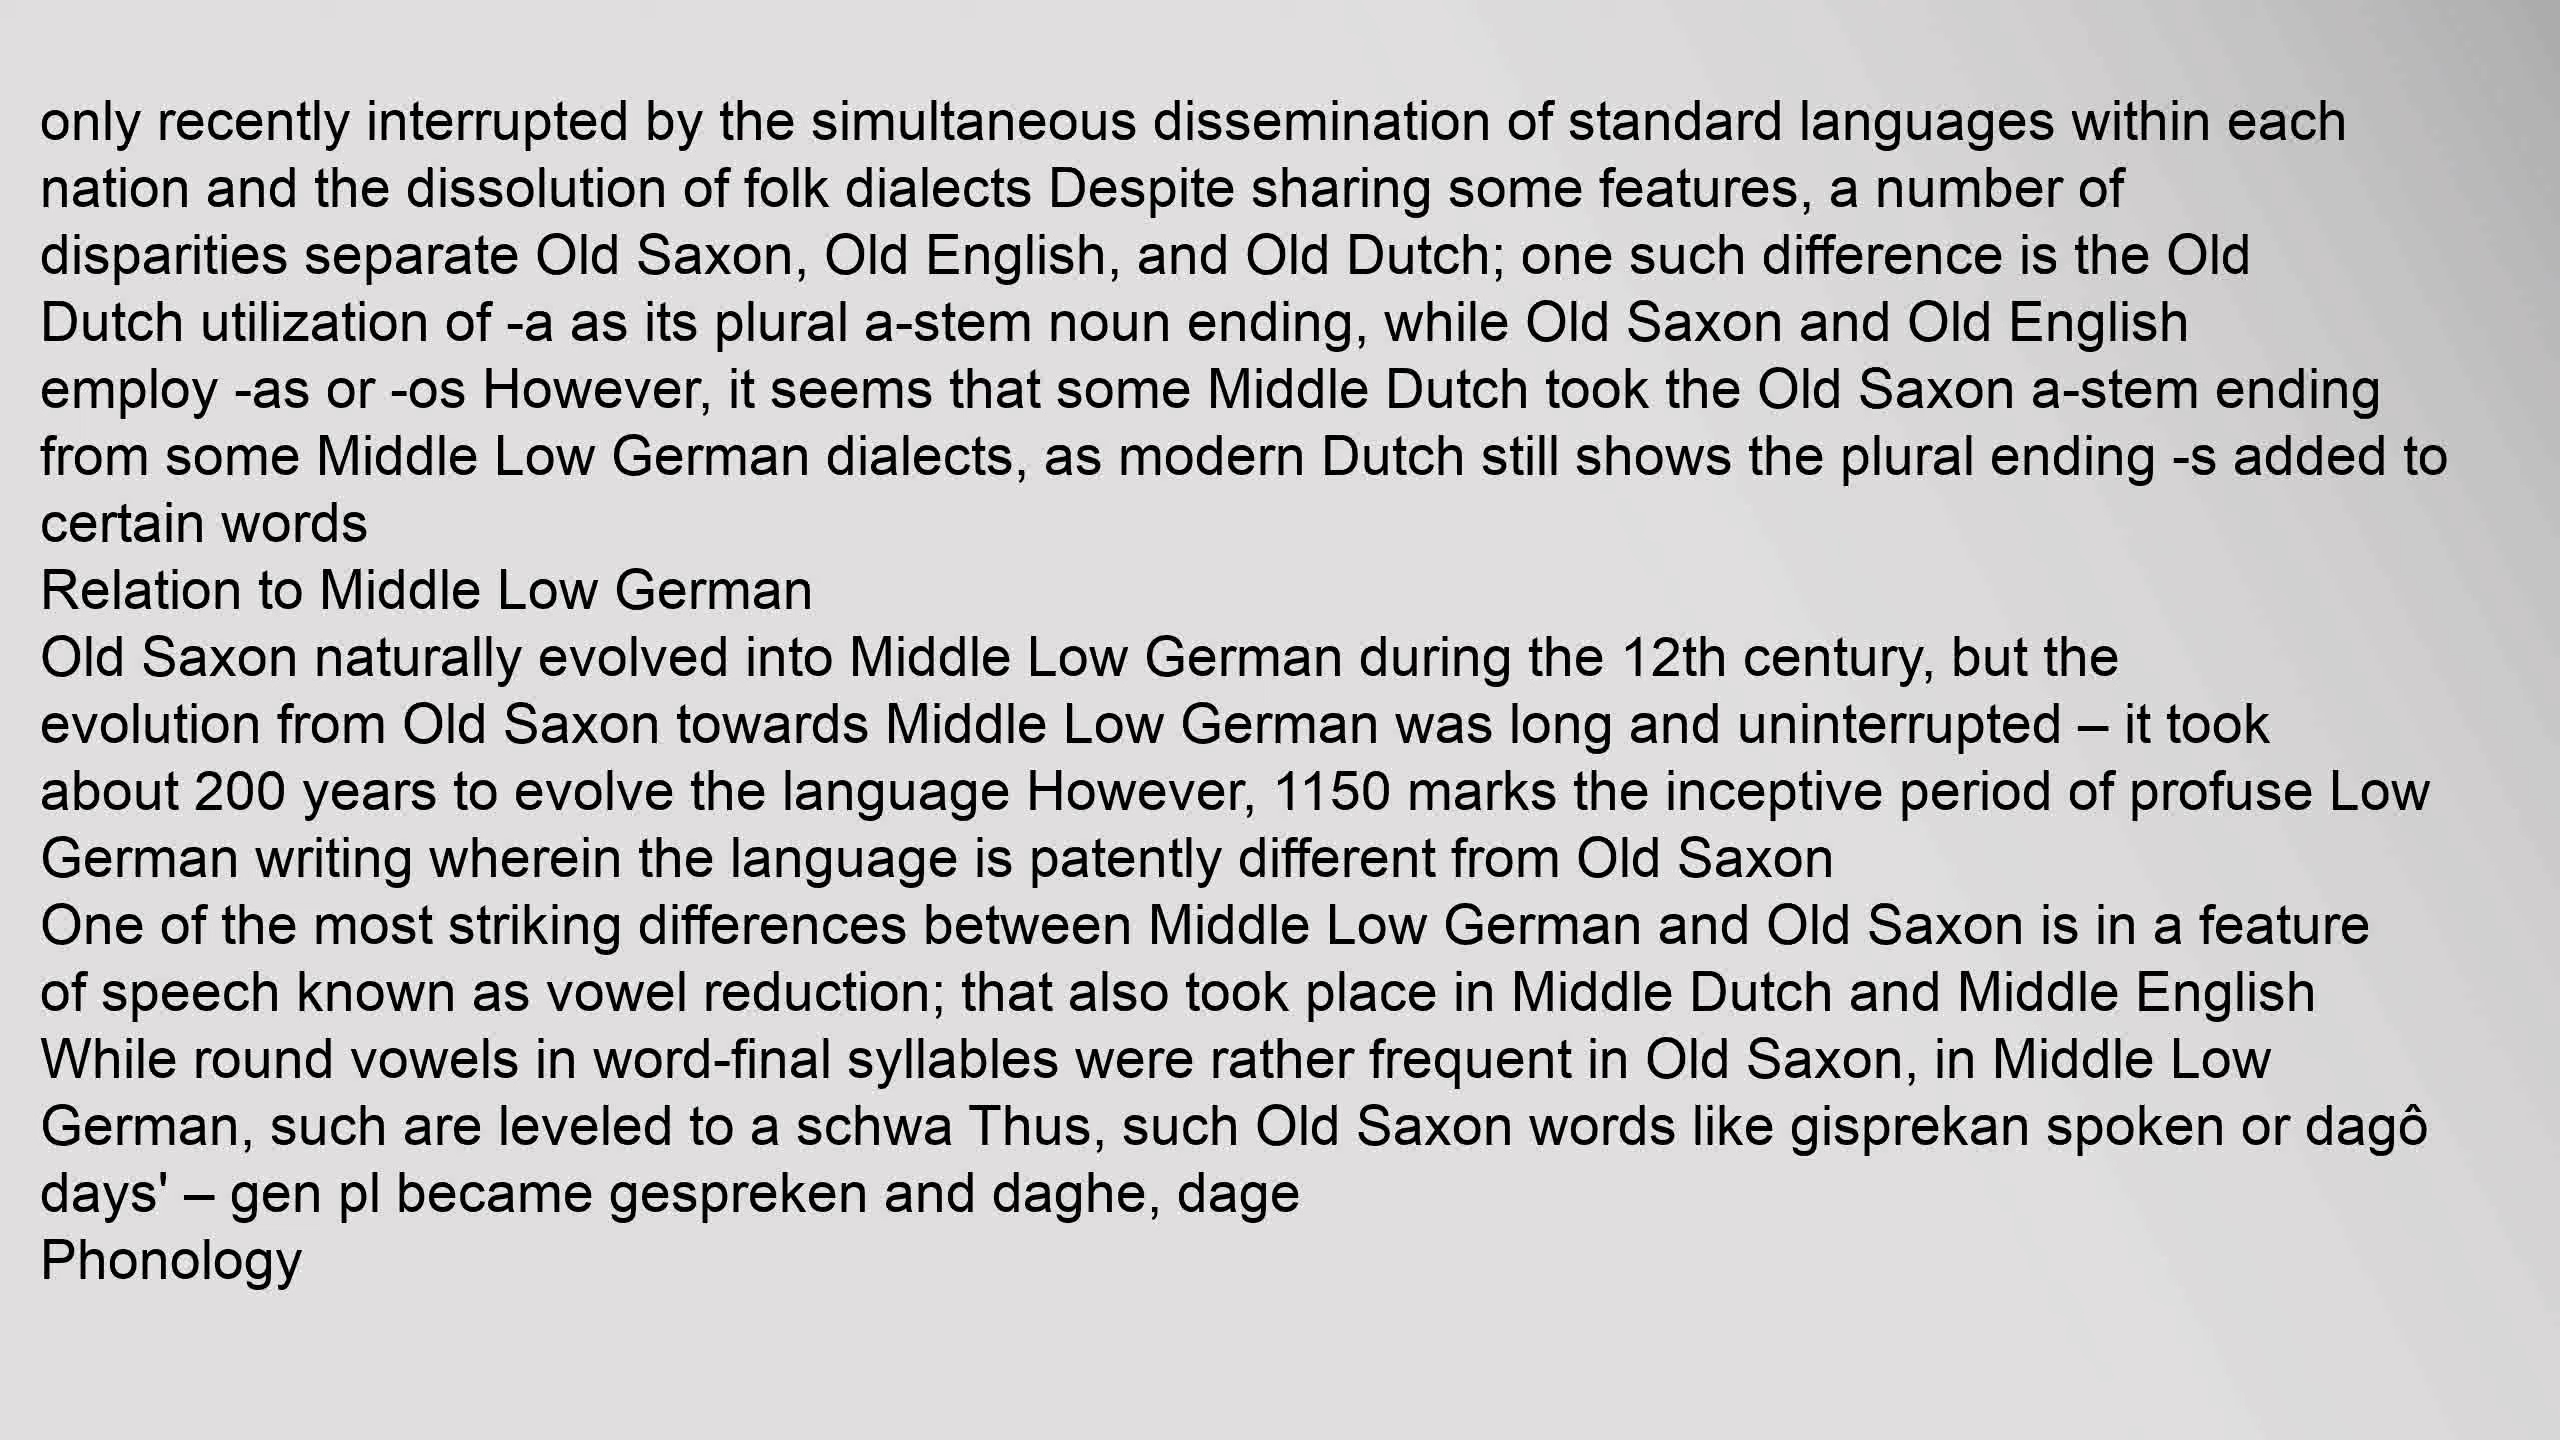 only recently interrupted by the simultaneous dissemination of standard languages within each
nation and the dissolution of folk dialects Despite sharing some features, a number of
disparities separate Old Saxon, Old English, and Old Dutch; one such difference is the Old
Dutch utilization of -a as its plural a-stem noun ending, while Old Saxon and Old English
employ -as or -os However, it seems that some Middle Dutch took the Old Saxon a-stem ending
from some Middle Low German dialects, as modern Dutch still shows the plural ending -s added to
certain words
Relation to Middle Low German
Old Saxon naturally evolved into Middle Low German during the 12th century, but the
evolution from Old Saxon towards Middle Low German was long and uninterrupted – it took
about 200 years to evolve the language However, 1150 marks the inceptive period of profuse Low
German writing wherein the language is patently different from Old Saxon
One of the most striking differences between Middle Low German and Old Saxon is in a feature
of speech known as vowel reduction; that also took place in Middle Dutch and Middle English
While round vowels in word-final syllables were rather frequent in Old Saxon, in Middle Low
German, such are leveled to a schwa Thus, such Old Saxon words like gisprekan spoken or dagô
days' – gen pl became gespreken and daghe, dage
Phonology